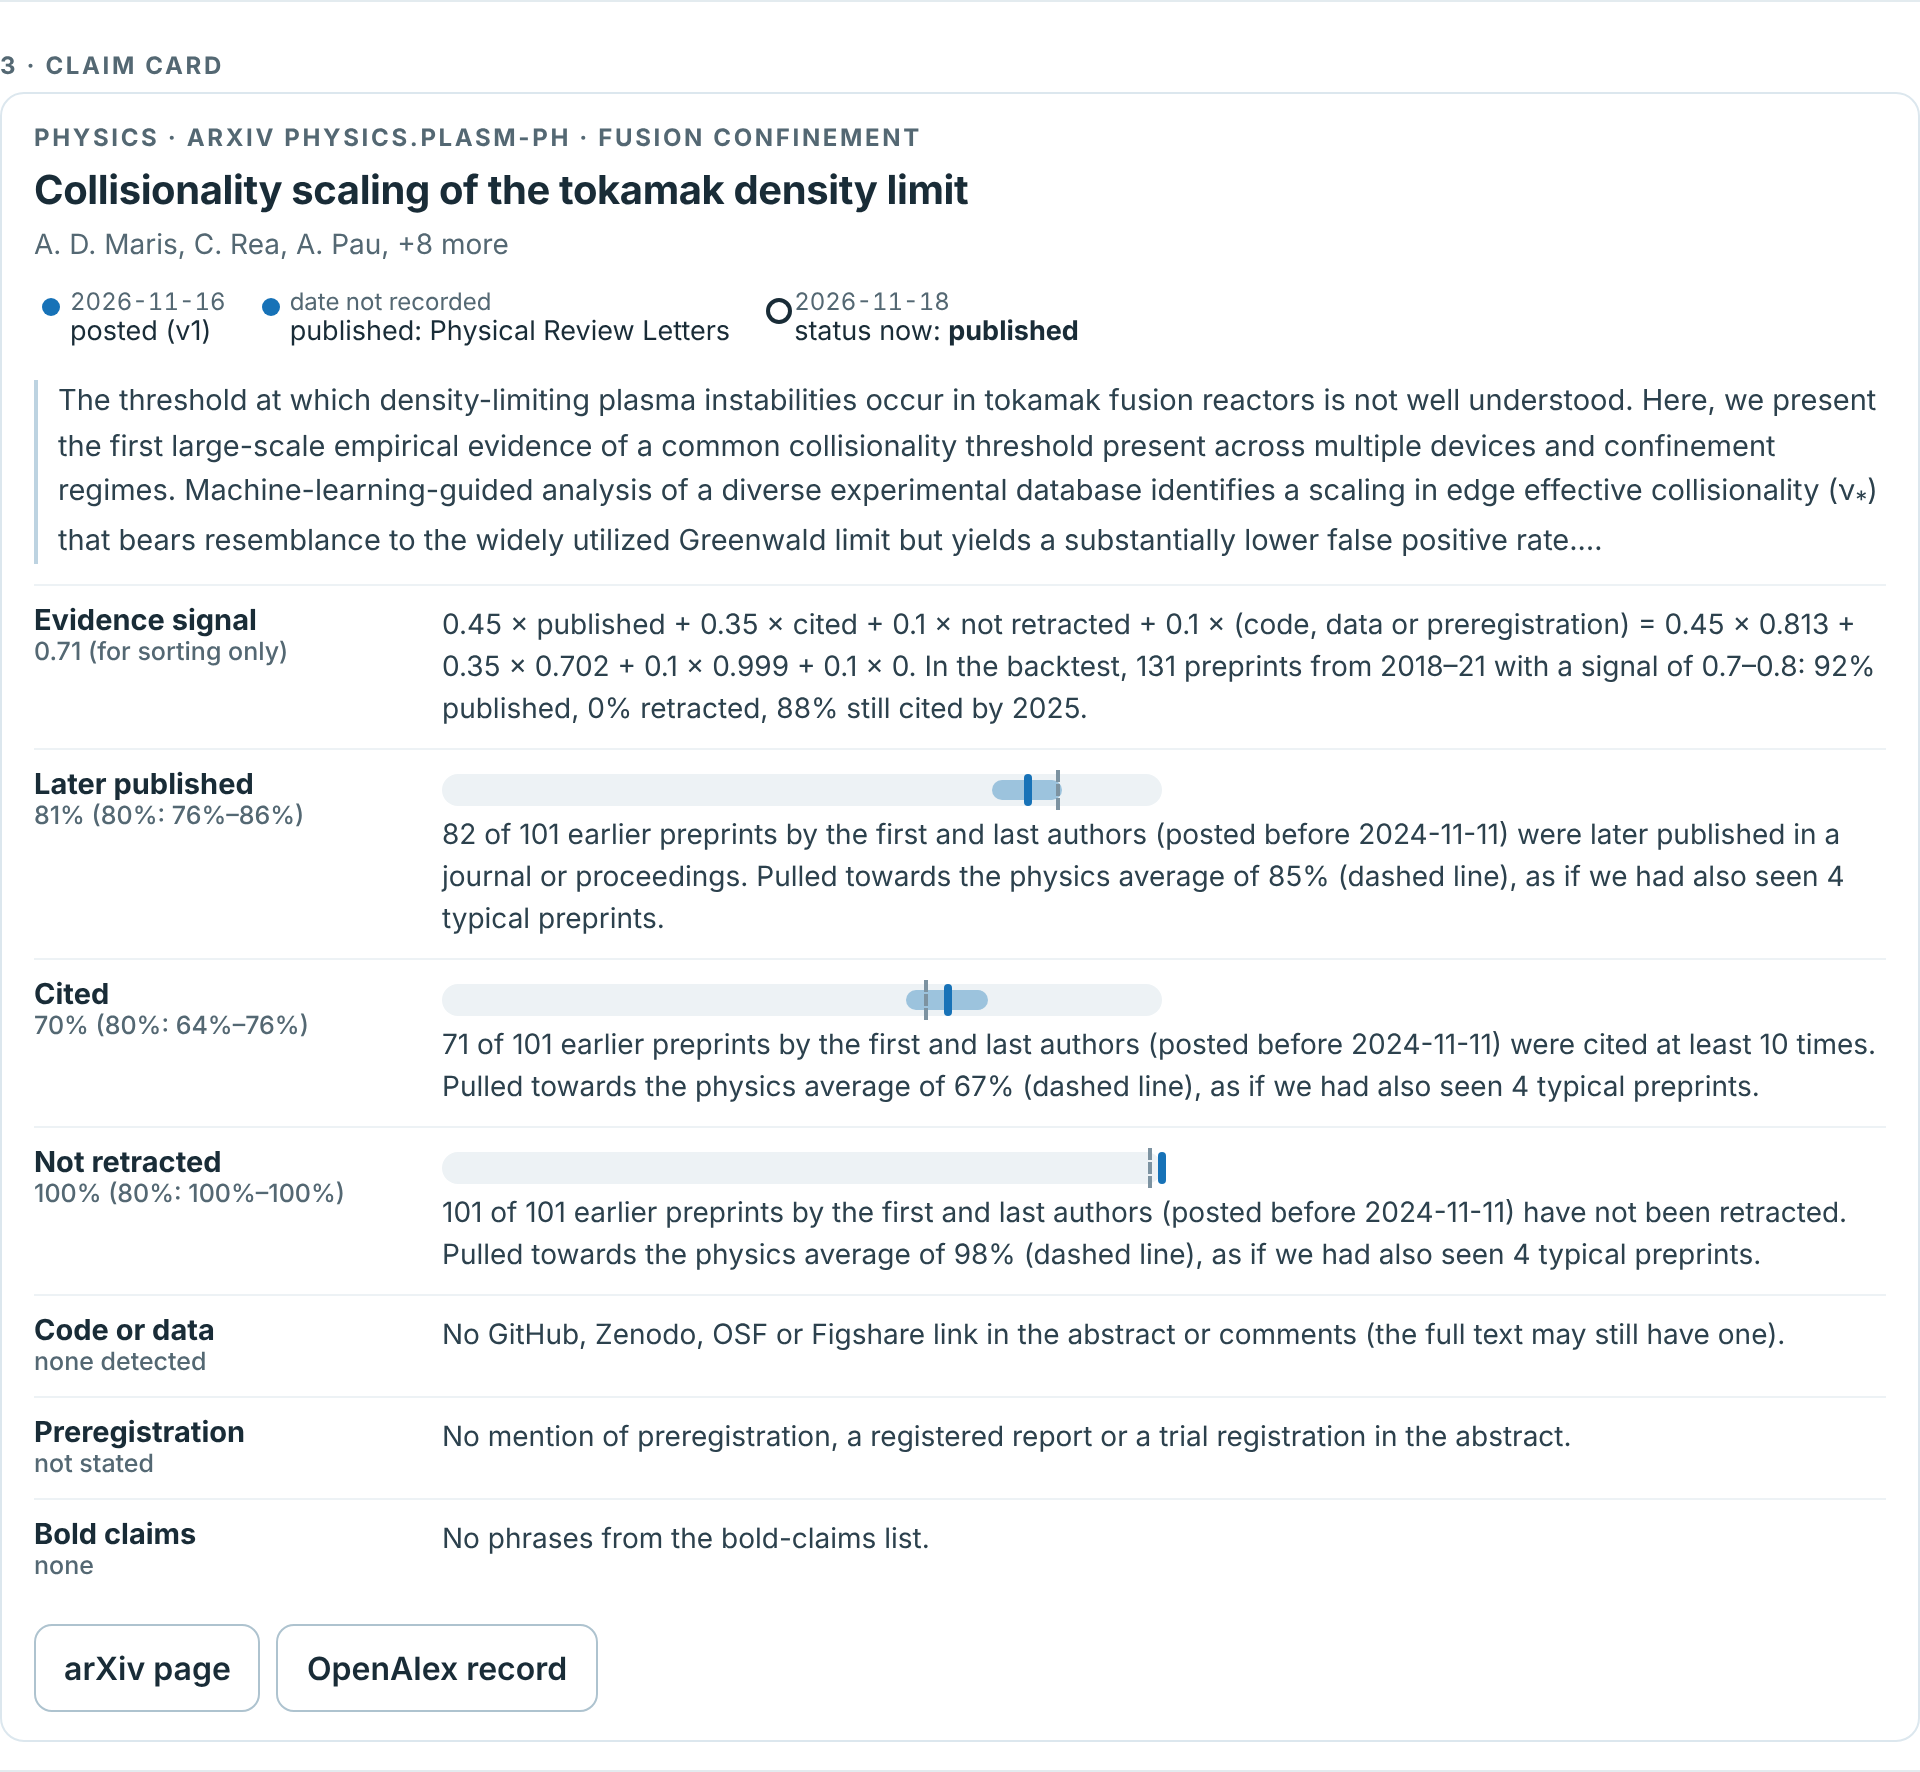 3 · CLAIM CARD
PHYSICS · ARXIV PHYSICS.PLASM-PH · FUSION CONFINEMENT
Collisionality scaling of the tokamak density limit
A. D. Maris, C. Rea, A. Pau, +8 more
2026-11-16
posted (v1)
date not recorded
published: Physical Review Letters
2026-11-18
status now: published
The threshold at which density-limiting plasma instabilities occur in tokamak fusion reactors is not well understood. Here, we present
the first large-scale empirical evidence of a common collisionality threshold present across multiple devices and confinement
regimes. Machine-learning-guided analysis of a diverse experimental database identifies a scaling in edge effective collisionality (ν*)
that bears resemblance to the widely utilized Greenwald limit but yields a substantially lower false positive rate....
Evidence signal
0.71 (for sorting only)
0.45 × published + 0.35 × cited + 0.1 × not retracted + 0.1 × (code, data or preregistration) = 0.45 × 0.813 +
0.35 × 0.702 + 0.1 × 0.999 + 0.1 × 0. In the backtest, 131 preprints from 2018–21 with a signal of 0.7–0.8: 92%
published, 0% retracted, 88% still cited by 2025.
Later published
81% (80%: 76%–86%)
82 of 101 earlier preprints by the first and last authors (posted before 2024-11-11) were later published in a
journal or proceedings. Pulled towards the physics average of 85% (dashed line), as if we had also seen 4
typical preprints.
Cited
70% (80%: 64%–76%)
71 of 101 earlier preprints by the first and last authors (posted before 2024-11-11) were cited at least 10 times.
Pulled towards the physics average of 67% (dashed line), as if we had also seen 4 typical preprints.
Not retracted
100% (80%: 100%–100%)
101 of 101 earlier preprints by the first and last authors (posted before 2024-11-11) have not been retracted.
Pulled towards the physics average of 98% (dashed line), as if we had also seen 4 typical preprints.
Code or data
none detected
No GitHub, Zenodo, OSF or Figshare link in the abstract or comments (the full text may still have one).
Preregistration
not stated
No mention of preregistration, a registered report or a trial registration in the abstract.
Bold claims
none
No phrases from the bold-claims list.
arXiv page
OpenAlex record